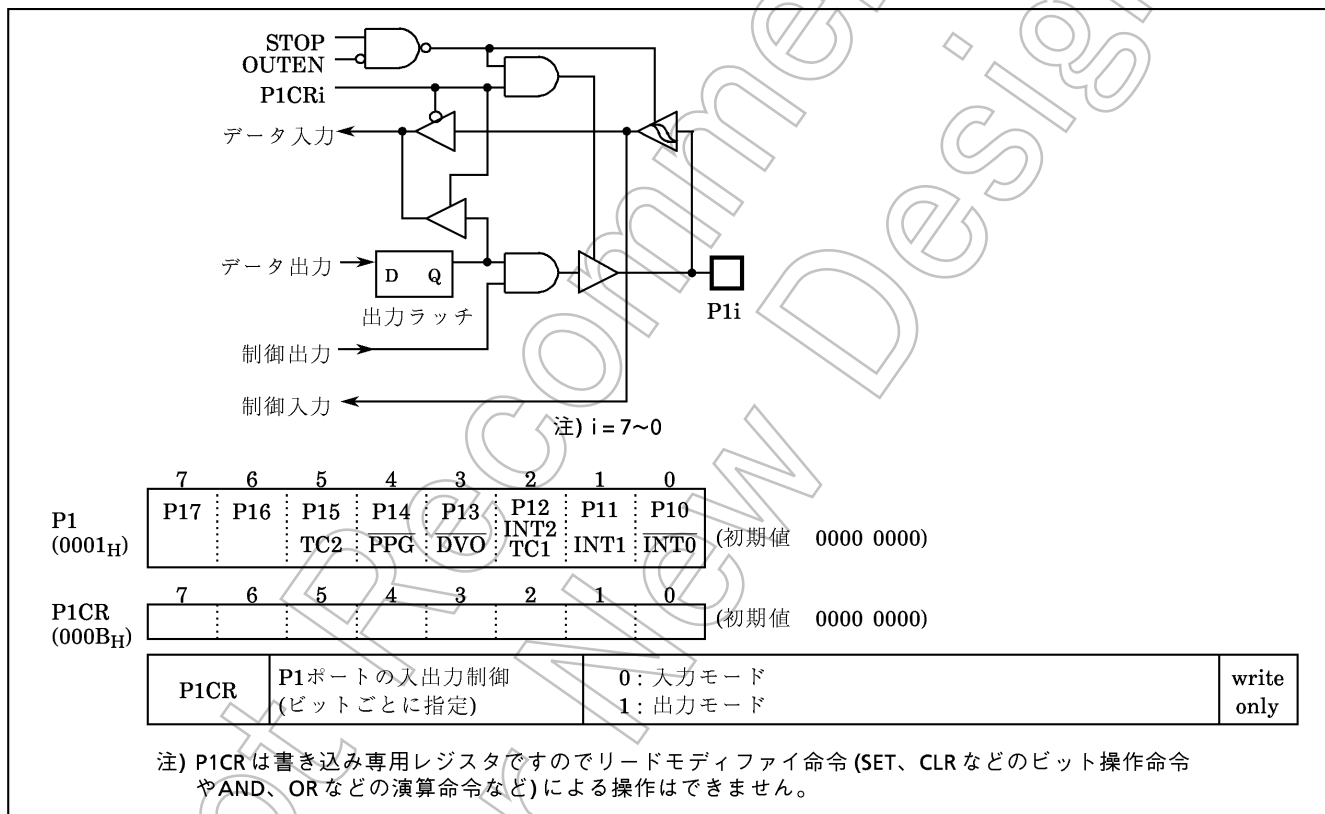 STOP
OUTEN
P1CRi
データ入力
データ出力
D Q
出力ラッチ
P1i
制御出力
制御入力
注) i = 7~0
7 6 5 4 3 2 1 0
P1
(0001H)
P17 P16 P15 P14 P13 P12 P11 P10
TC2 PPG DVO INT2 TC1 INT1 INT0
(初期値 0000 0000)
7 6 5 4 3 2 1 0
P1CR
(000BH)
(初期値 0000 0000)
P1CR
P1ポートの入出力制御
(ビットごとに指定)
0 : 入力モード
1 : 出力モード
write
only
注) P1CR は書き込み専用レジスタですのでリードモディファイ命令 (SET、CLR などのビット操作命令
やAND、OR などの演算命令など) による操作はできません。